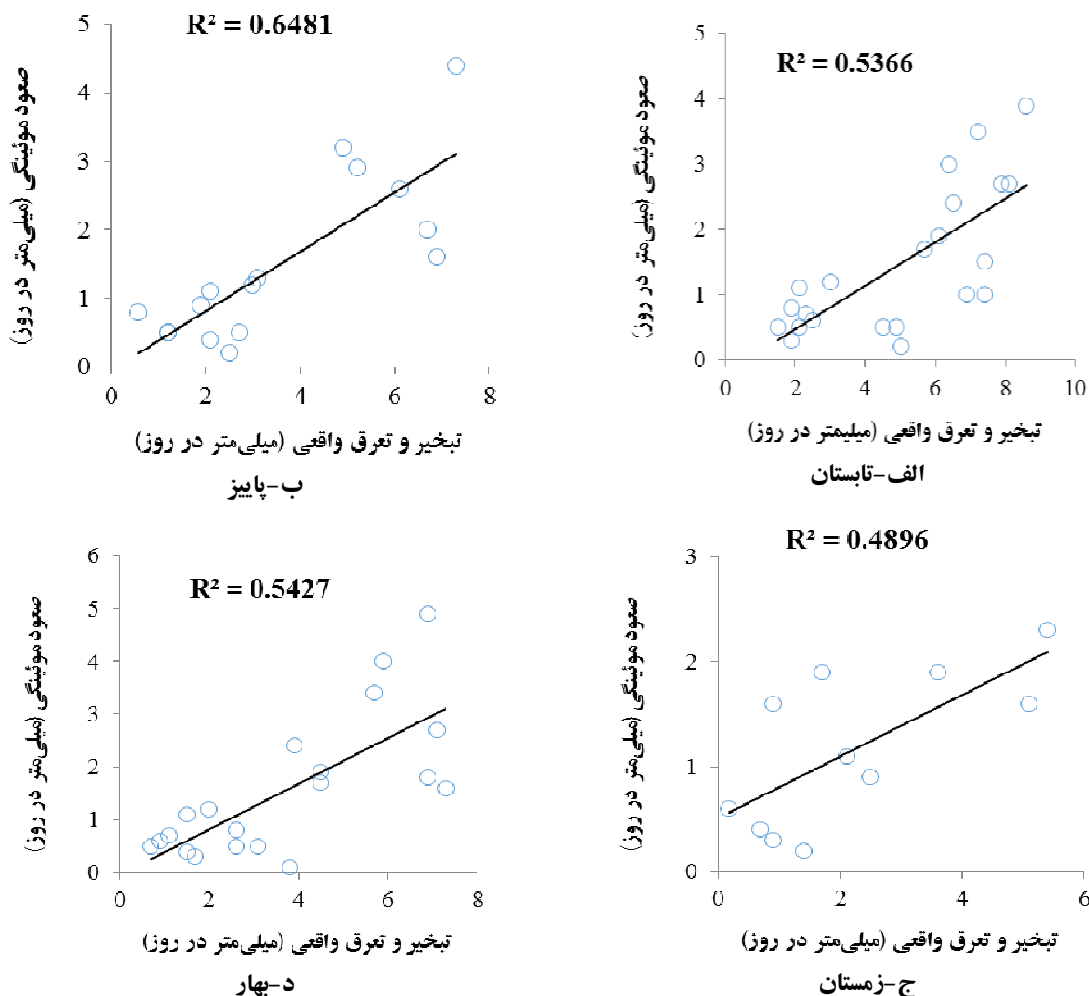 R² = 0.5366
صعود موئینگی (میلی‌متر در روز)
5
4
3
2
1
0
0 2 4 6 8 10
تبخیر و تعرق واقعی (میلیمتر در روز)
الف-تابستان
R² = 0.6481
صعود موئینگی (میلی‌متر در روز)
5
4
3
2
1
0
0 2 4 6 8
تبخیر و تعرق واقعی (میلی‌متر در روز)
ب-پاییز
R² = 0.4896
صعود موئینگی (میلی‌متر در روز)
3
2
1
0
0 2 4 6
تبخیر و تعرق واقعی (میلی‌متر در روز)
ج-زمستان
R² = 0.5427
صعود موئینگی (میلی‌متر در روز)
6
5
4
3
2
1
0
0 2 4 6 8
تبخیر و تعرق واقعی (میلی‌متر در روز)
د-بهار